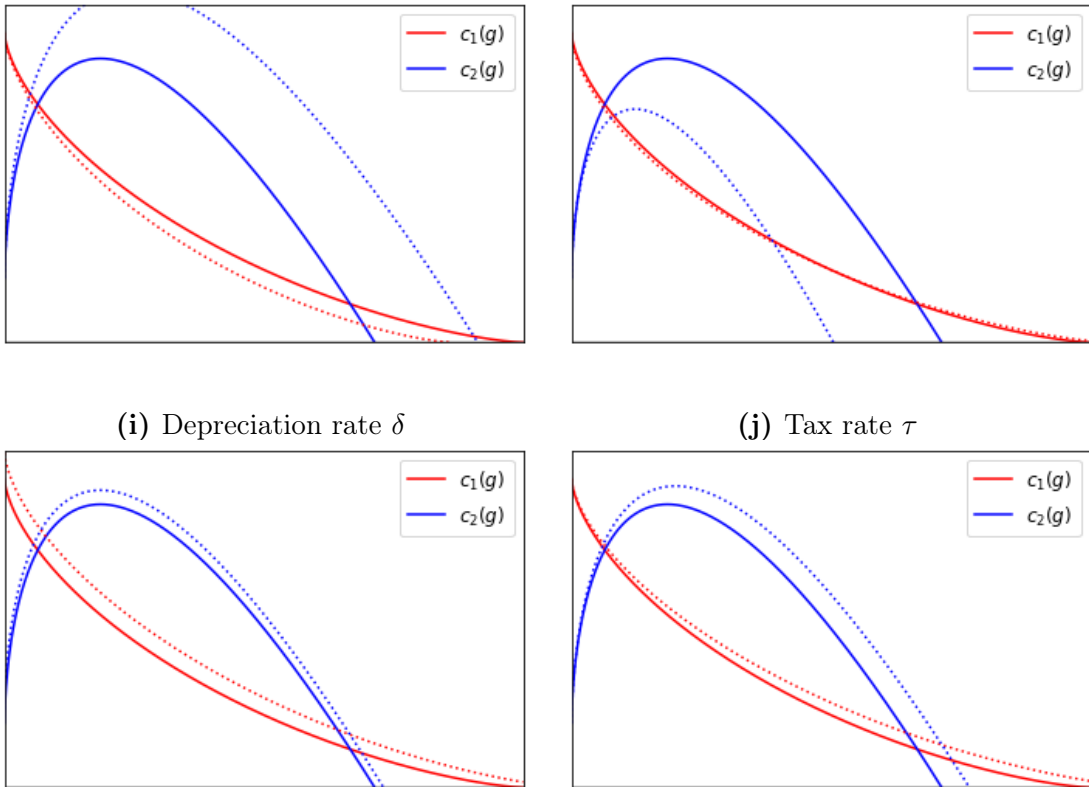 c₁(g)
c₂(g)
c₁(g)
c₂(g)
(i) Depreciation rate δ
(j) Tax rate τ
c₁(g)
c₂(g)
c₁(g)
c₂(g)